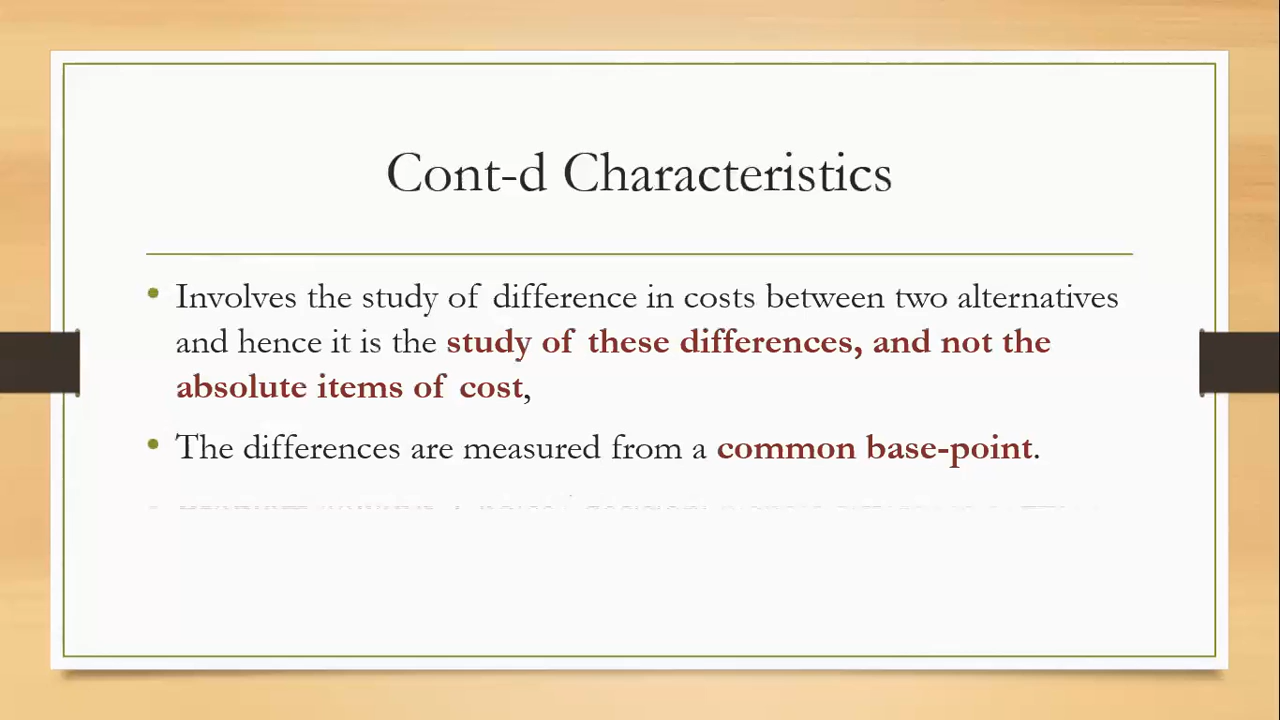 Cont-d Characteristics
• Involves the study of difference in costs between two alternatives
and hence it is the study of these differences, and not the
absolute items of cost,
• The differences are measured from a common base-point.